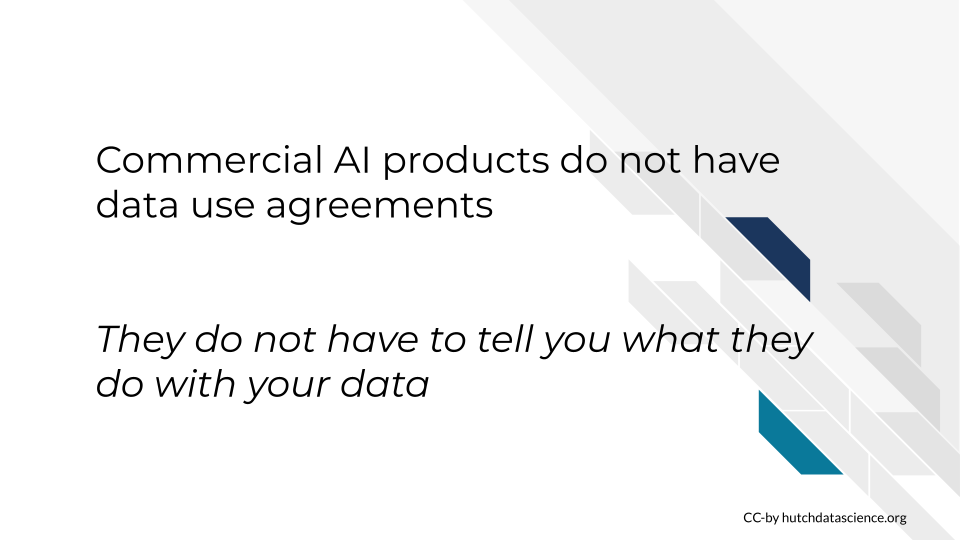 Commercial AI products do not have
data use agreements
They do not have to tell you what they
do with your data
CC-by hutchdatascience.org